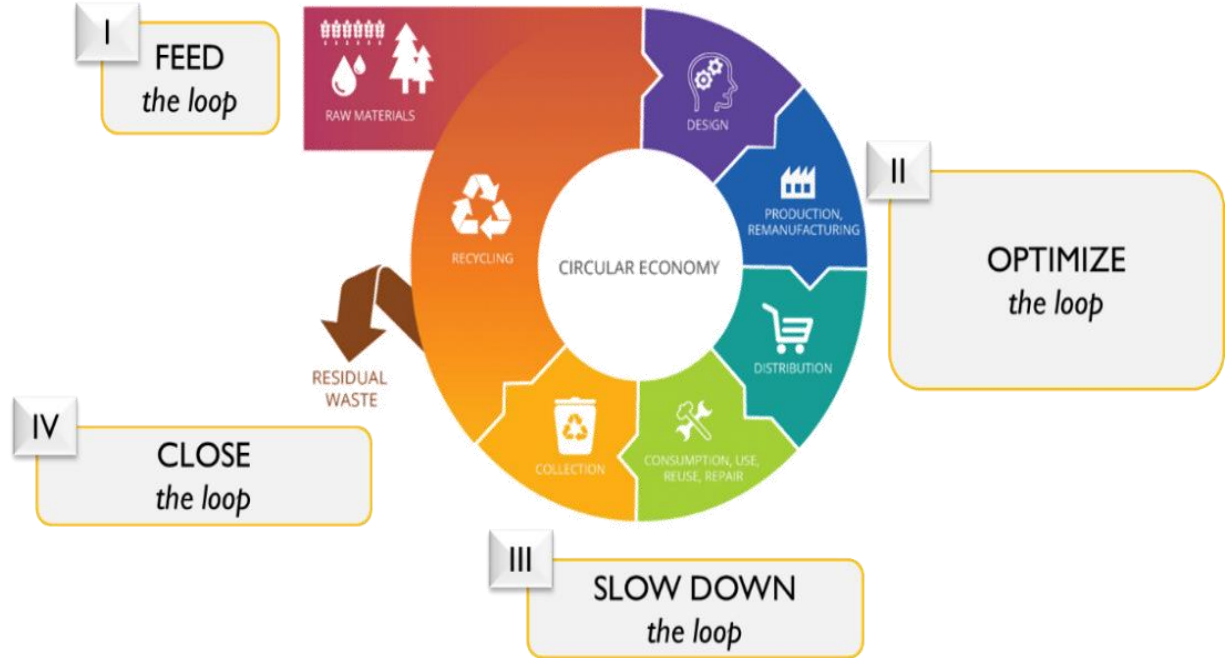 I
FEED
the loop
RAW MATERIALS
DESIGN
II
PRODUCTION,
REMANUFACTURING
OPTIMIZE
the loop
RECYCLING
CIRCULAR ECONOMY
DISTRIBUTION
RESIDUAL
WASTE
IV
CLOSE
the loop
COLLECTION
CONSUMPTION, USE,
REUSE, REPAIR
III
SLOW DOWN
the loop